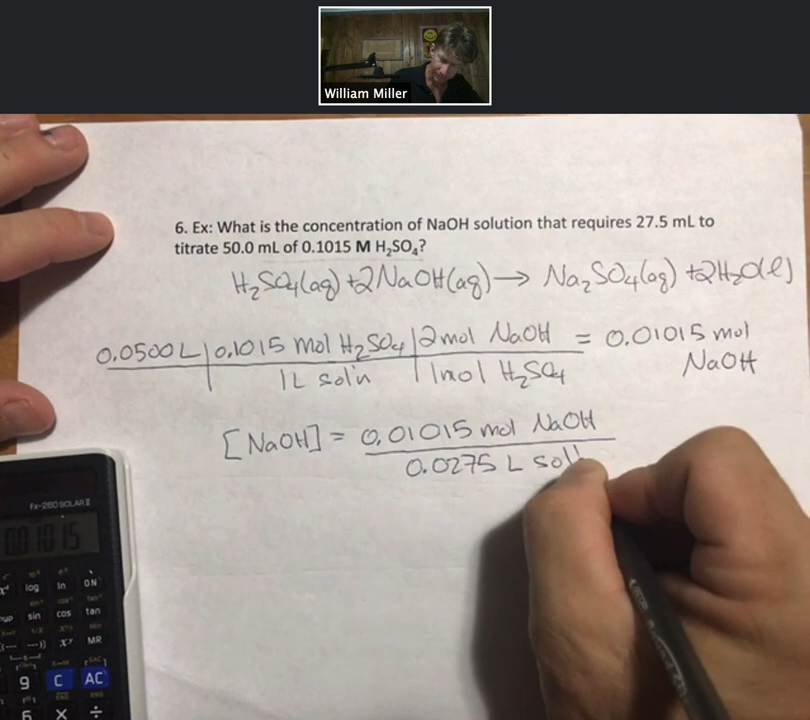 William Miller
6. Ex: What is the concentration of NaOH solution that requires 27.5 mL to
titrate 50.0 mL of 0.1015 M H₂SO₄?
H₂SO₄(aq) + 2NaOH(aq) → Na₂SO₄(aq) + 2H₂O(l)
0.0500 L | 0.1015 mol H₂SO₄ | 2 mol NaOH = 0.01015 mol
1L sol'n | 1mol H₂SO₄ NaOH
[NaOH] = 0.01015 mol NaOH
0.0275 L sol'
fx-260 SOLAR II
0.01015
log ln ON
sin cos tan
x^y MR
9 C AC
6 × ÷